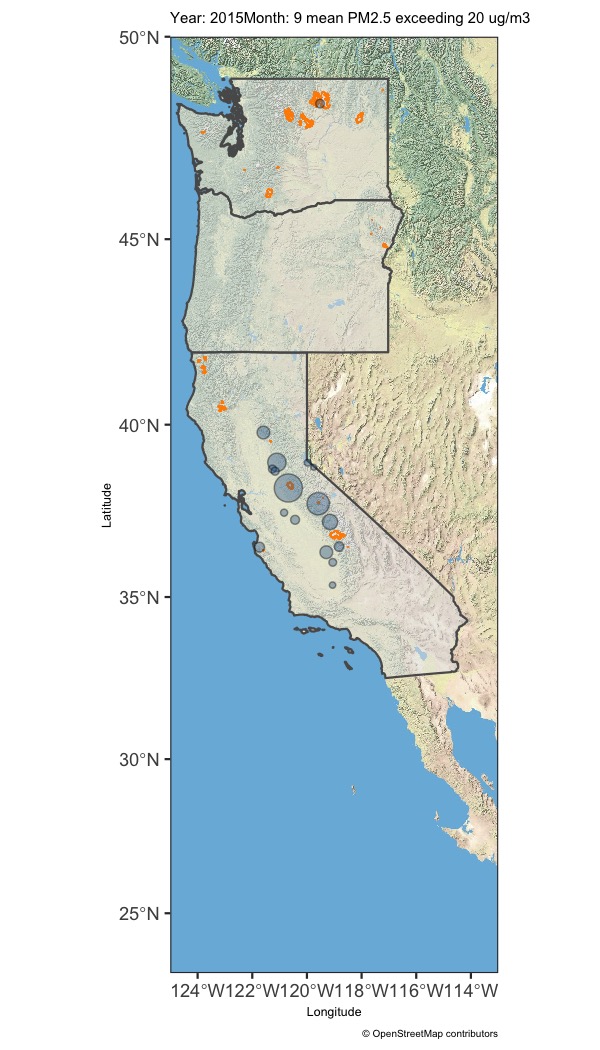 Year: 2015Month: 9 mean PM2.5 exceeding 20 ug/m3
50°N
45°N
40°N
35°N
30°N
25°N
Latitude
124°W122°W120°W118°W116°W114°W
Longitude
© OpenStreetMap contributors